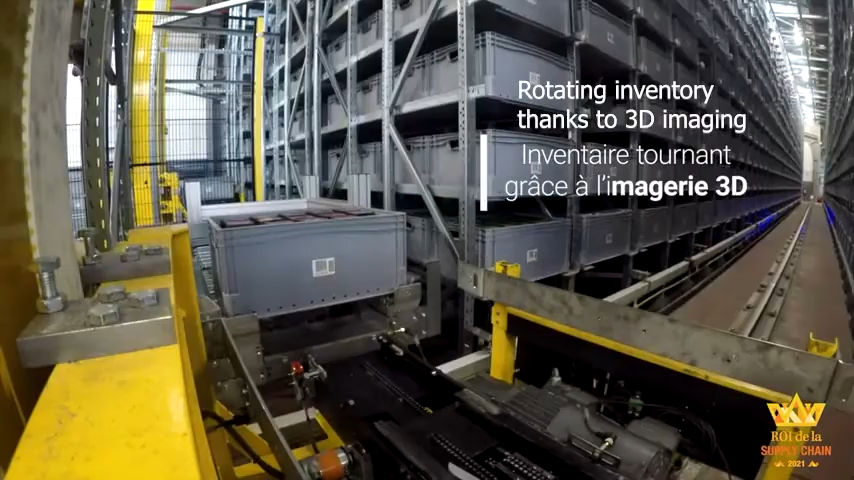 Rotating inventory
thanks to 3D imaging
Inventaire tournant
grâce à l'imagerie 3D
ROI de la
SUPPLY CHAIN
2021